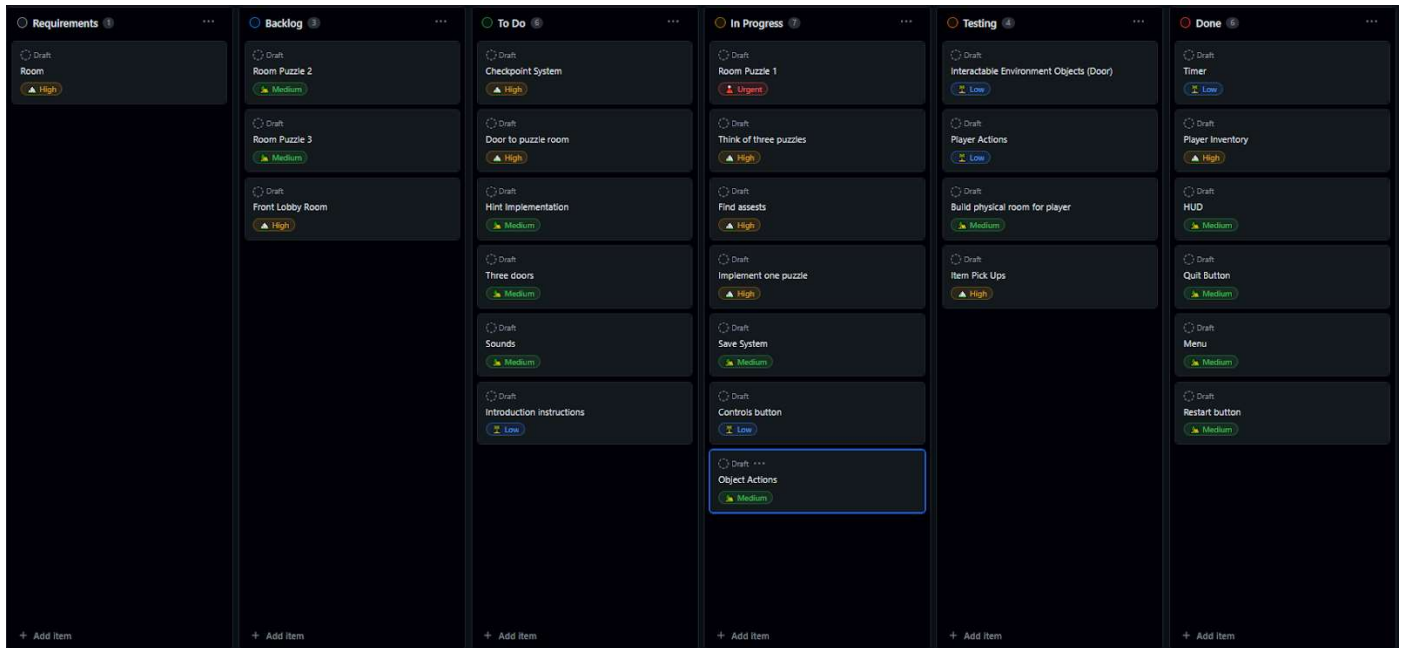 Requirements 1
Draft
Room
High
+ Add item
Backlog 3
Draft
Room Puzzle 2
Medium
Draft
Room Puzzle 3
Medium
Draft
Front Lobby Room
High
+ Add item
To Do 6
Draft
Checkpoint System
High
Draft
Door to puzzle room
High
Draft
Hint Implementation
Medium
Draft
Three doors
Medium
Draft
Sounds
Medium
Draft
Introduction instructions
Low
+ Add item
In Progress 7
Draft
Room Puzzle 1
Urgent
Draft
Think of three puzzles
High
Draft
Find assests
High
Draft
Implement one puzzle
High
Draft
Save System
Medium
Draft
Controls button
Low
Draft ...
Object Actions
Medium
+ Add item
Testing 4
Draft
Interactable Environment Objects (Door)
Low
Draft
Player Actions
Low
Draft
Build physical room for player
Medium
Draft
Item Pick Ups
High
+ Add item
Done 6
Draft
Timer
Low
Draft
Player Inventory
High
Draft
HUD
Medium
Draft
Quit Button
Medium
Draft
Menu
Medium
Draft
Restart button
Medium
+ Add item